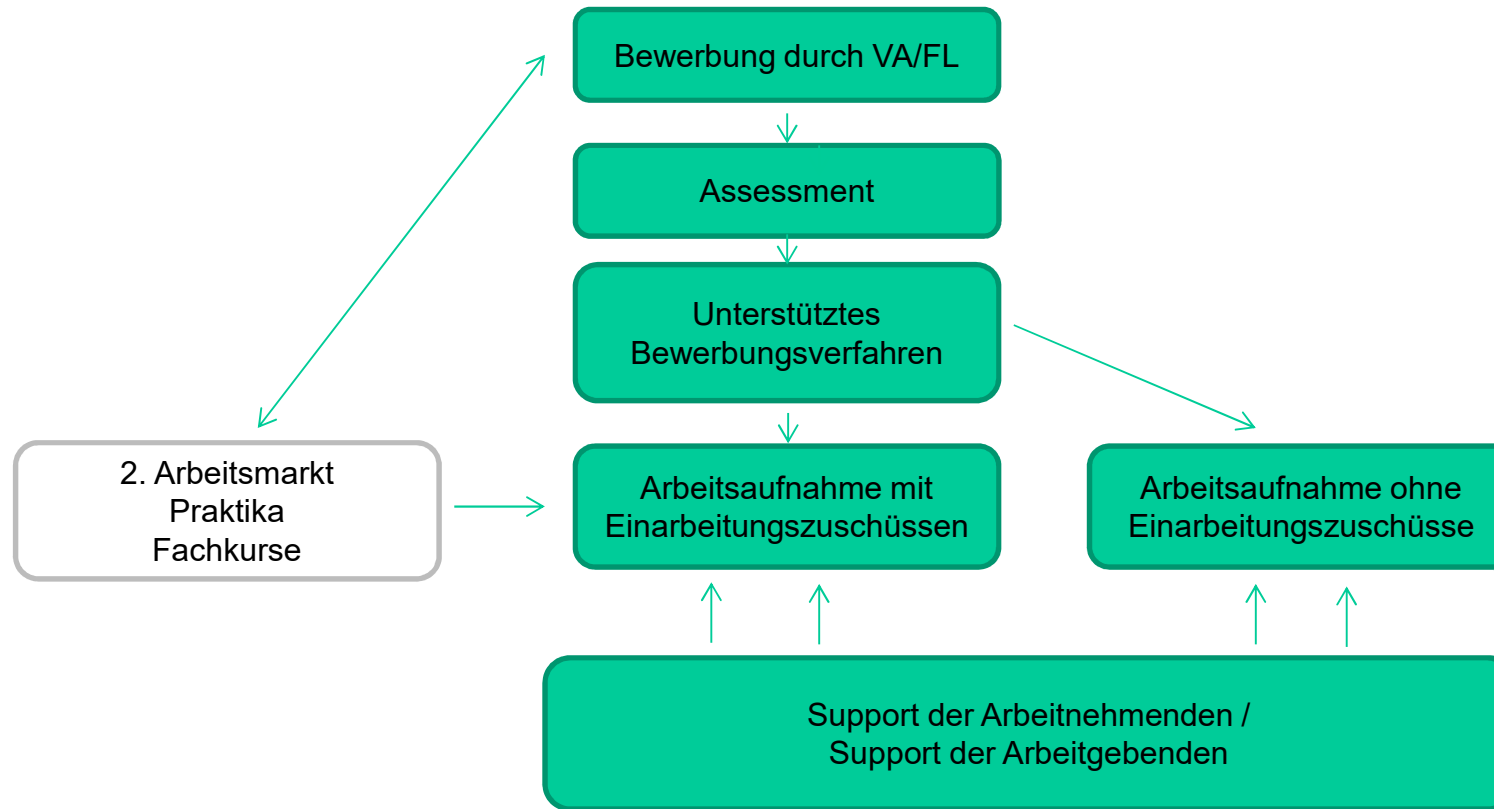 Bewerbung durch VA/FL
Assessment
Unterstütztes
Bewerbungsverfahren
2. Arbeitsmarkt
Praktika
Fachkurse
Arbeitsaufnahme mit
Einarbeitungszuschüssen
Arbeitsaufnahme ohne
Einarbeitungszuschüsse
Support der Arbeitnehmenden /
Support der Arbeitgebenden